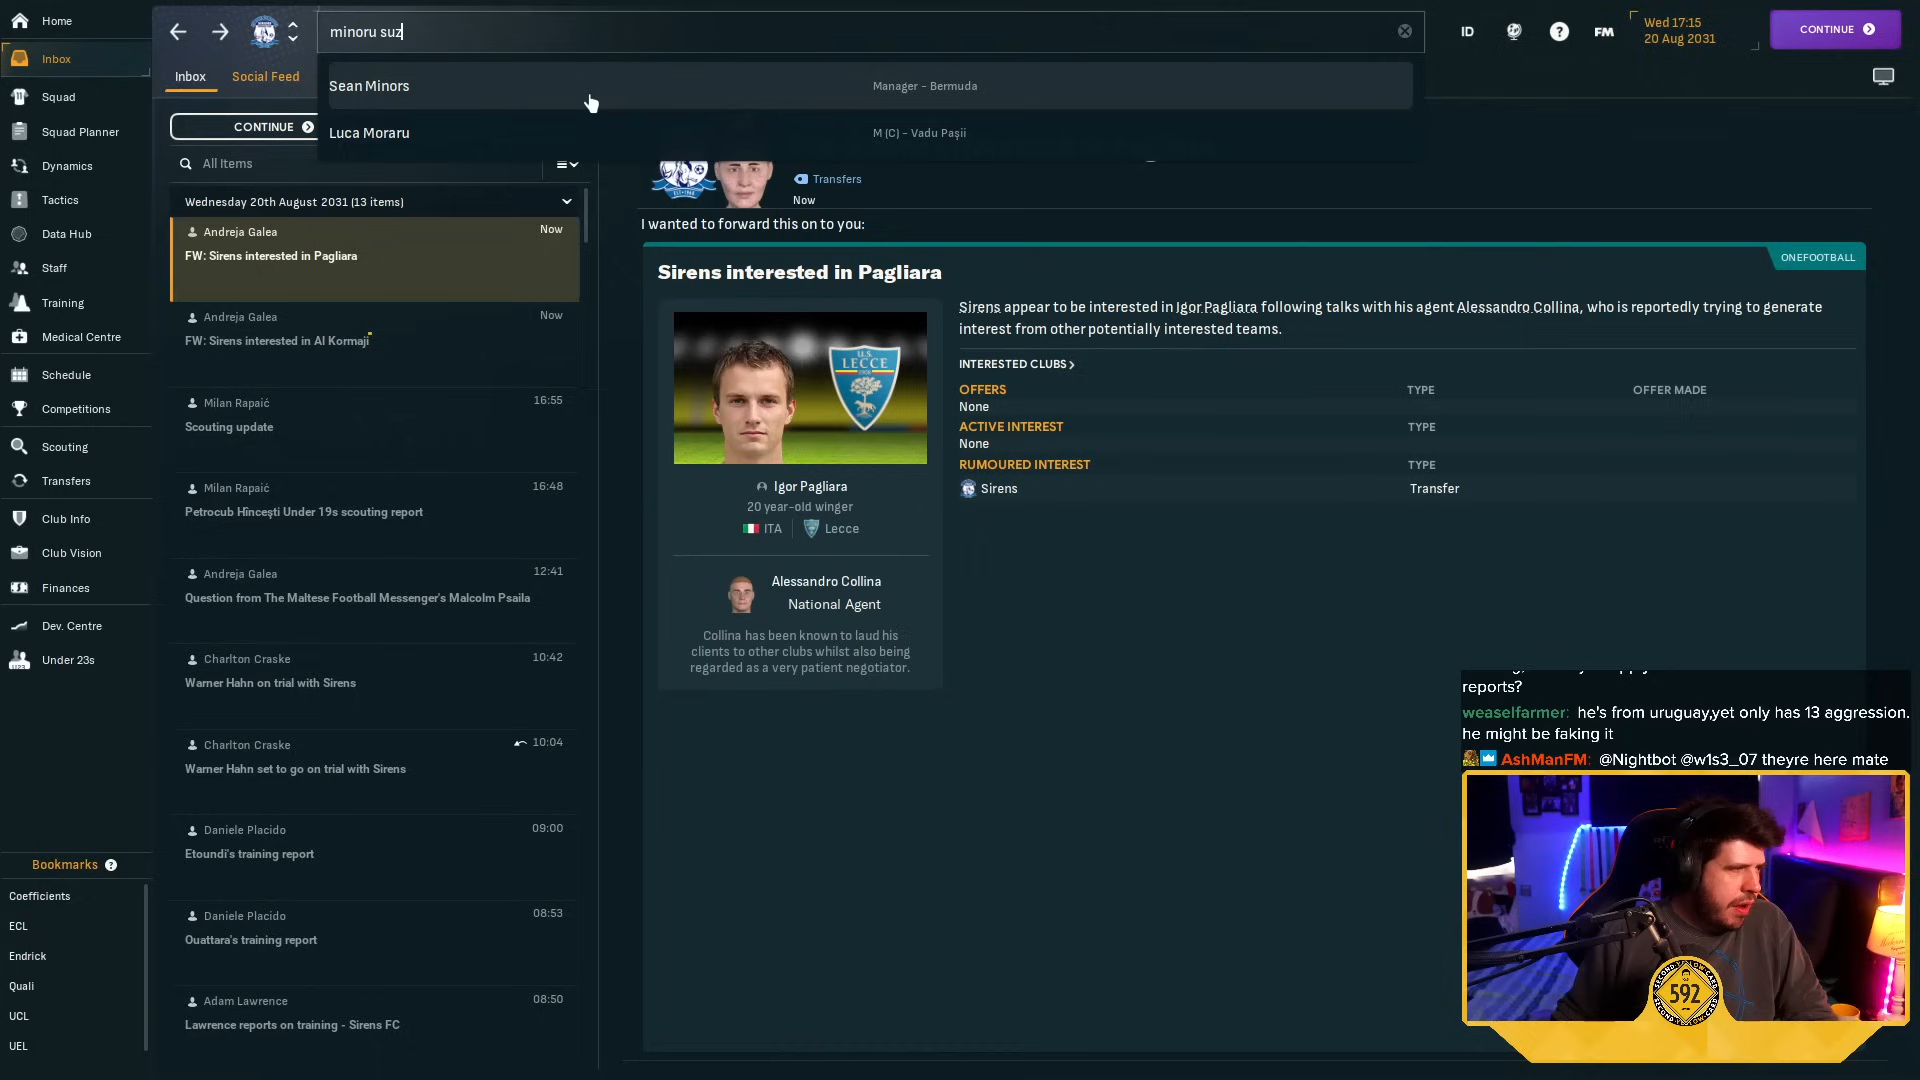 Home
Inbox
Squad
Squad Planner
Dynamics
Tactics
Data Hub
Staff
Training
Medical Centre
Schedule
Competitions
Scouting
Transfers
Club Info
Club Vision
Finances
Dev. Centre
Under 23s
Bookmarks ?
Coefficients
ECL
Endrick
Quali
UCL
UEL
minoru suz
Sean Minors Manager - Bermuda
Luca Moraru M (C) - Vadu Pașii
ID
?
FM
Wed 17:15
20 Aug 2031
CONTINUE
Inbox Social Feed
CONTINUE
All Items
Wednesday 20th August 2031 (13 items)
Andreja Galea Now
FW: Sirens interested in Pagliara
Andreja Galea Now
FW: Sirens interested in Al Kormaji
Milan Rapaić 16:55
Scouting update
Milan Rapaić 16:48
Petrocub Hîncești Under 19s scouting report
Andreja Galea 12:41
Question from The Maltese Football Messenger's Malcolm Psaila
Charlton Craske 10:42
Warner Hahn on trial with Sirens
Charlton Craske 10:04
Warner Hahn set to go on trial with Sirens
Daniele Placido 09:00
Etoundi's training report
Daniele Placido 08:53
Ouattara's training report
Adam Lawrence 08:50
Lawrence reports on training - Sirens FC
Transfers
Now
I wanted to forward this on to you:
ONEFOOTBALL
Sirens interested in Pagliara
U.S.
LECCE
Igor Pagliara
20 year-old winger
ITA Lecce
Alessandro Collina
National Agent
Collina has been known to laud his
clients to other clubs whilst also being
regarded as a very patient negotiator.
Sirens appear to be interested in Igor Pagliara following talks with his agent Alessandro Collina, who is reportedly trying to generate
interest from other potentially interested teams.
INTERESTED CLUBS
OFFERS TYPE OFFER MADE
None
ACTIVE INTEREST TYPE
None
RUMOURED INTEREST TYPE
Sirens Transfer
reports?
weaselfarmer: he's from uruguay,yet only has 13 aggression.
he might be faking it
AshManFM: @Nightbot @w1s3_07 theyre here mate
SECOND YELLOW CARD
592